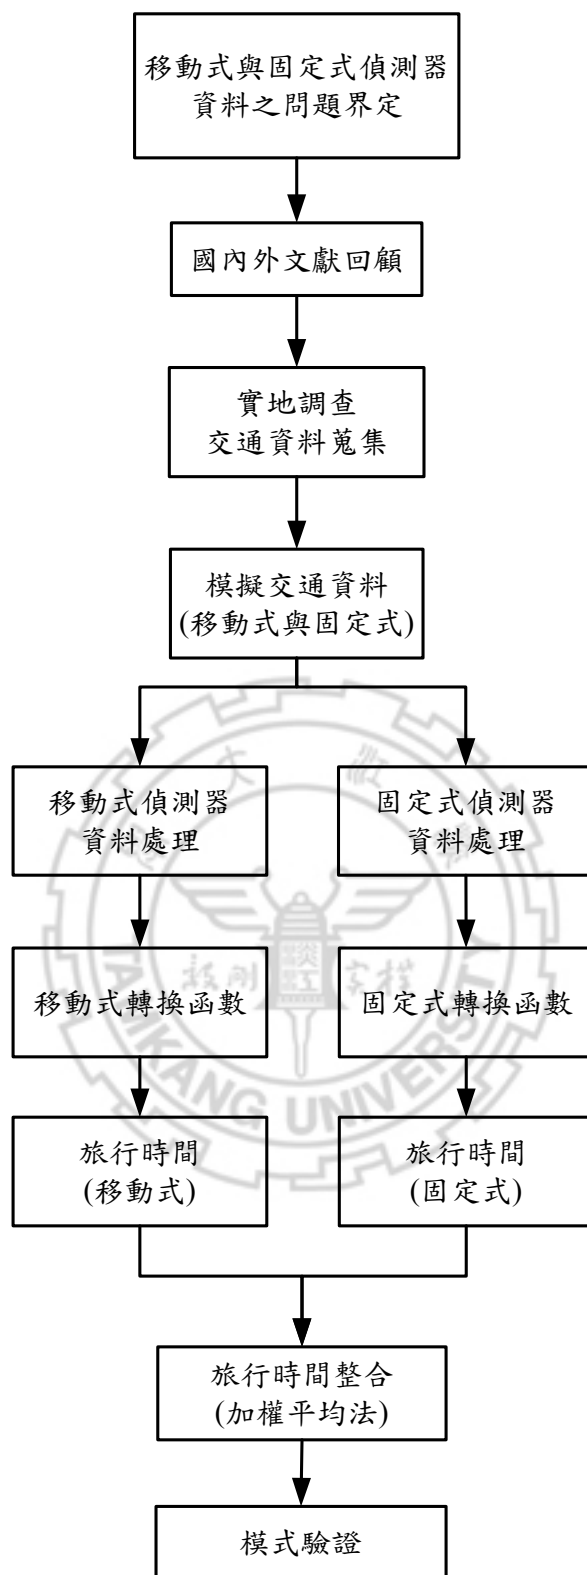 移動式與固定式偵測器
資料之問題界定
國內外文獻回顧
實地調查
交通資料蒐集
模擬交通資料
(移動式與固定式)
移動式偵測器
資料處理
固定式偵測器
資料處理
移動式轉換函數
固定式轉換函數
旅行時間
(移動式)
旅行時間
(固定式)
旅行時間整合
(加權平均法)
模式驗證
TAMKANG UNIVERSITY